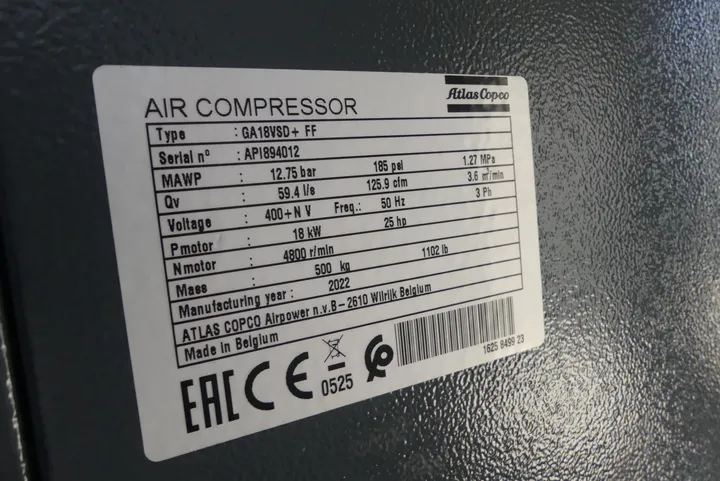 Atlas Copco
AIR COMPRESSOR
Type : GA18VSD+ FF
Serial nº : API894012
MAWP : 12.75 bar 185 psi 1.27 MPa
Qv : 59.4 l/s 125.9 cfm 3.6 m³/min
Voltage : 400+N V Freq.: 50 Hz 3 Ph
Pmotor : 18 kW 25 hp
Nmotor : 4800 r/min
Mass : 500 kg 1102 lb
Manufacturing year : 2022
ATLAS COPCO Airpower n.v.B-2610 Wilrijk Belgium
Made in Belgium
EAC CE 0525
1625 8499 23